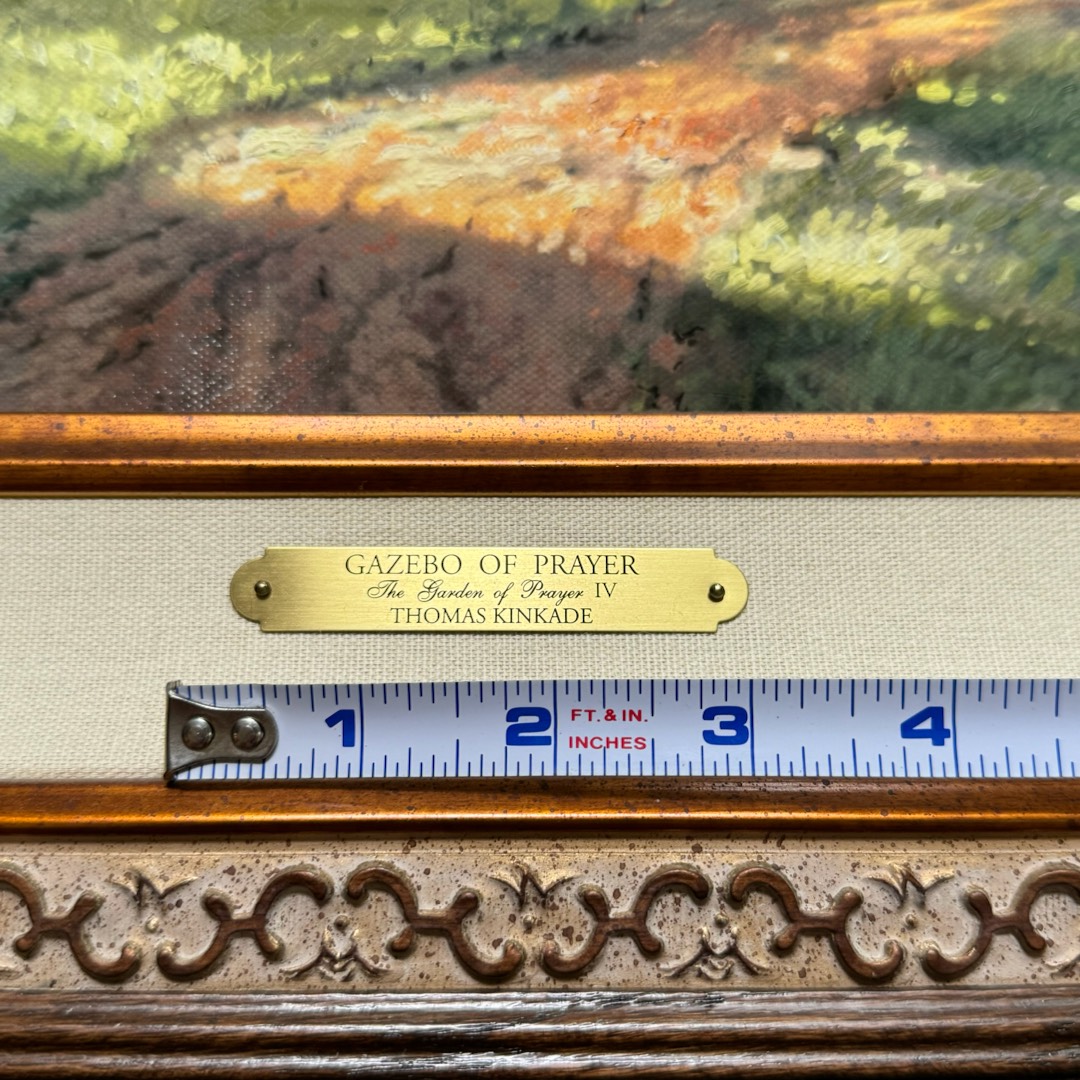 GAZEBO OF PRAYER
The Garden of Prayer IV
THOMAS KINKADE
1 2 FT. & IN. 3 4
INCHES